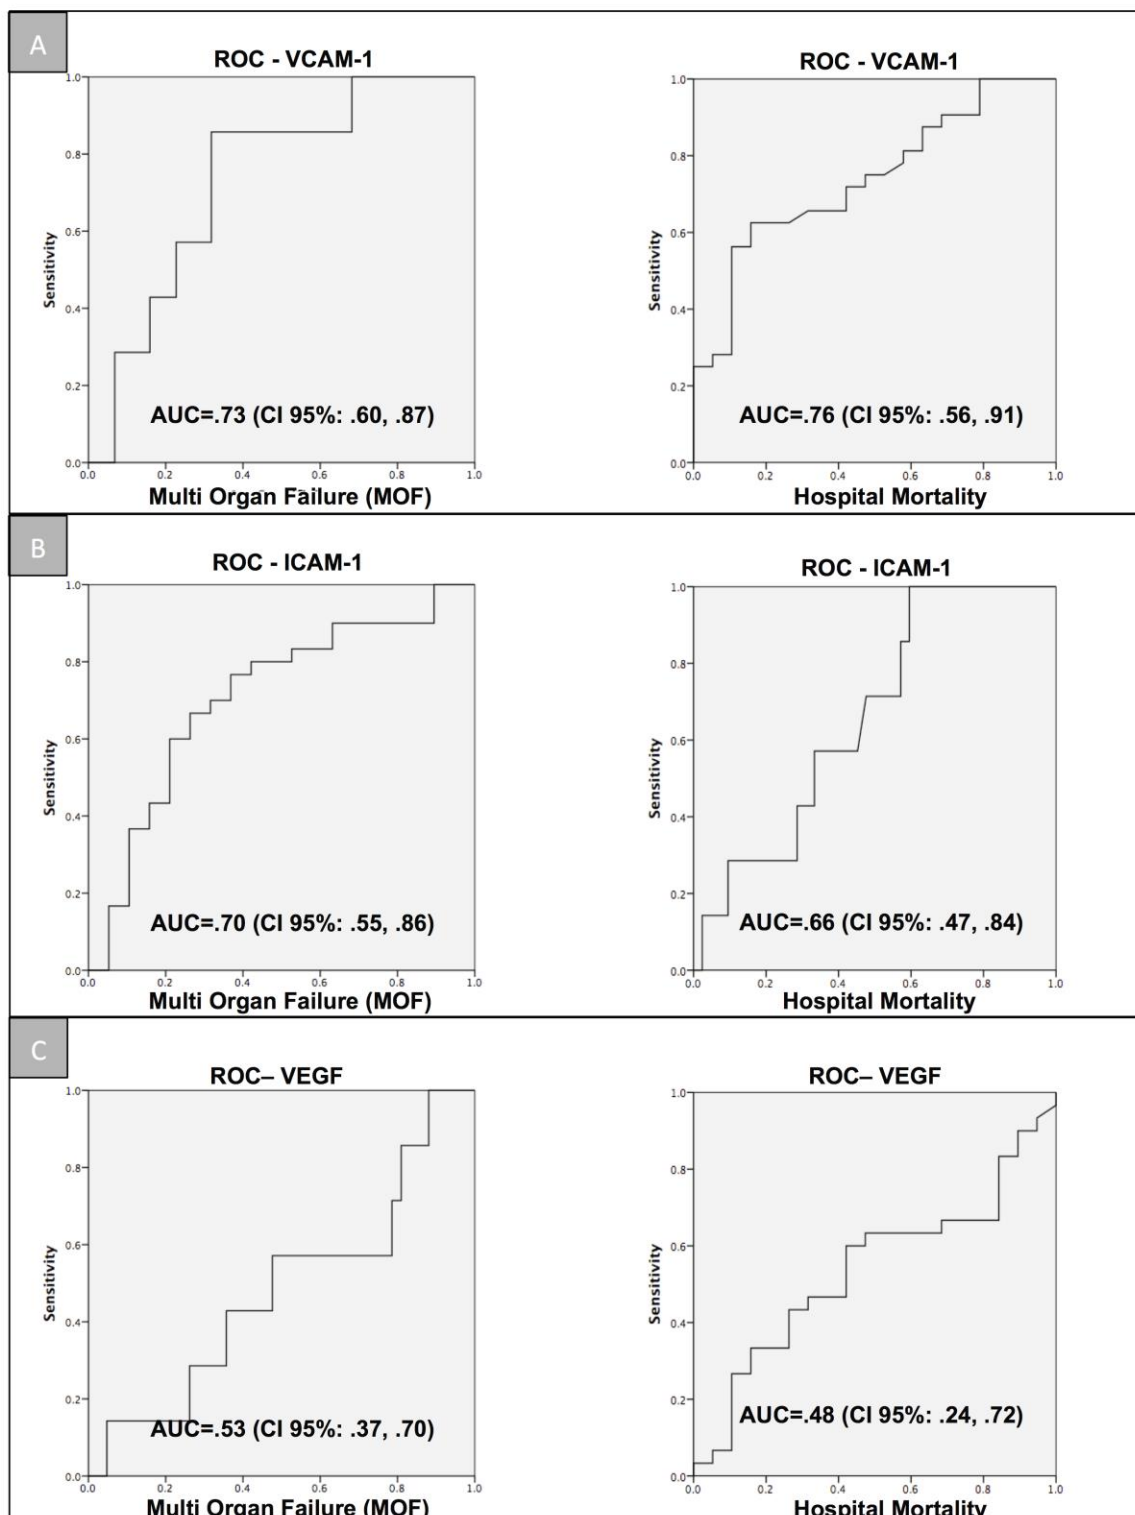 A
ROC - VCAM-1
1.0
0.8
0.6
0.4
0.2
0.0
Sensitivity
AUC=.73 (CI 95%: .60, .87)
0.0 0.2 0.4 0.6 0.8 1.0
Multi Organ Failure (MOF)
ROC - VCAM-1
1.0
0.8
0.6
0.4
0.2
0.0
Sensitivity
AUC=.76 (CI 95%: .56, .91)
0.0 0.2 0.4 0.6 0.8 1.0
Hospital Mortality
B
ROC - ICAM-1
1.0
0.8
0.6
0.4
0.2
0.0
Sensitivity
AUC=.70 (CI 95%: .55, .86)
0.0 0.2 0.4 0.6 0.8 1.0
Multi Organ Failure (MOF)
ROC - ICAM-1
1.0
0.8
0.6
0.4
0.2
0.0
Sensitivity
AUC=.66 (CI 95%: .47, .84)
0.0 0.2 0.4 0.6 0.8 1.0
Hospital Mortality
C
ROC– VEGF
1.0
0.8
0.6
0.4
0.2
0.0
Sensitivity
AUC=.53 (CI 95%: .37, .70)
0.0 0.2 0.4 0.6 0.8 1.0
Multi Organ Failure (MOF)
ROC– VEGF
1.0
0.8
0.6
0.4
0.2
0.0
Sensitivity
AUC=.48 (CI 95%: .24, .72)
0.0 0.2 0.4 0.6 0.8 1.0
Hospital Mortality